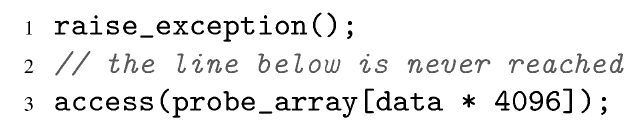 1 raise_exception();
2 // the line below is never reached
3 access(probe_array[data * 4096]);